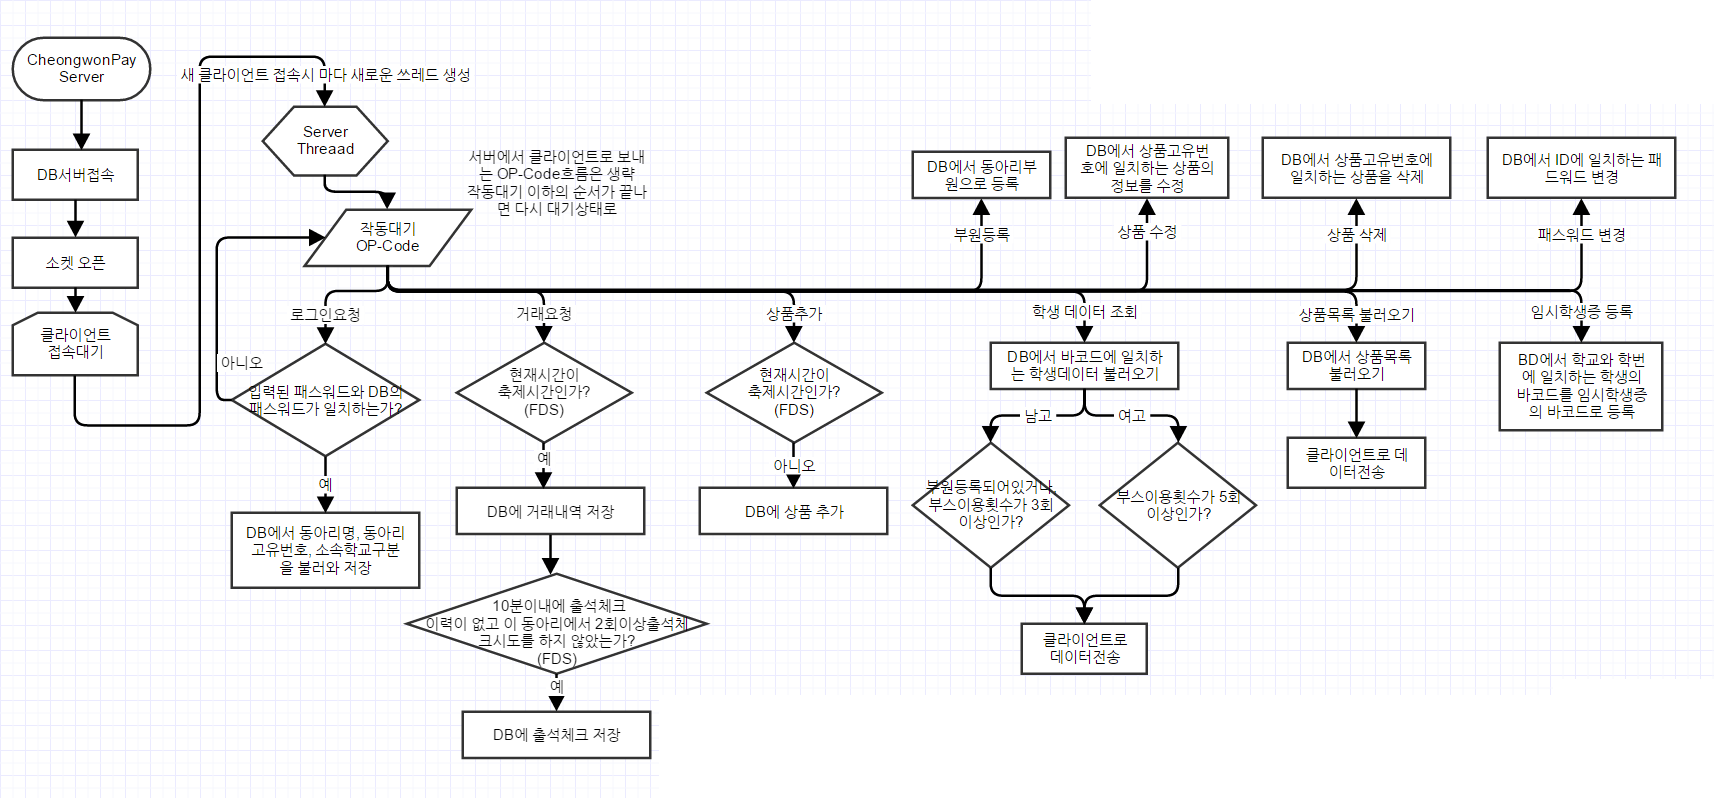 CheongwonPay
Server
DB서버접속
소켓 오픈
클라이언트
접속대기
새 클라이언트 접속시 마다 새로운 쓰레드 생성
Server
Threaad
서버에서 클라이언트로 보내
는 OP-Code흐름은 생략
작동대기 이하의 순서가 끝나
면 다시 대기상태로
작동대기
OP-Code
로그인요청
아니오
입력된 패스워드와 DB의
패스워드가 일치하는가?
예
DB에서 동아리명, 동아리
고유번호, 소속학교구분
을 불러와 저장
거래요청
현재시간이
축제시간인가?
(FDS)
예
DB에 거래내역 저장
10분이내에 출석체크
이력이 없고 이 동아리에서 2회이상출석체
크시도를 하지 않았는가?
(FDS)
예
DB에 출석체크 저장
상품추가
현재시간이
축제시간인가?
(FDS)
아니오
DB에 상품 추가
DB에서 동아리부
원으로 등록
부원등록
DB에서 상품고유번
호에 일치하는 상품의
정보를 수정
상품 수정
DB에서 상품고유번호에
일치하는 상품을 삭제
상품 삭제
DB에서 ID에 일치하는 패
드워드 변경
패스워드 변경
학생 데이터 조회
DB에서 바코드에 일치하
는 학생데이터 불러오기
남고
여고
부원등록되어있거나,
부스이용횟수가 3회
이상인가?
부스이용횟수가 5회
이상인가?
클라이언트로
데이터전송
상품목록 불러오기
DB에서 상품목록
불러오기
클라이언트로 데
이터전송
임시학생증 등록
BD에서 학교와 학번
에 일치하는 학생의
바코드를 임시학생증
의 바코드로 등록